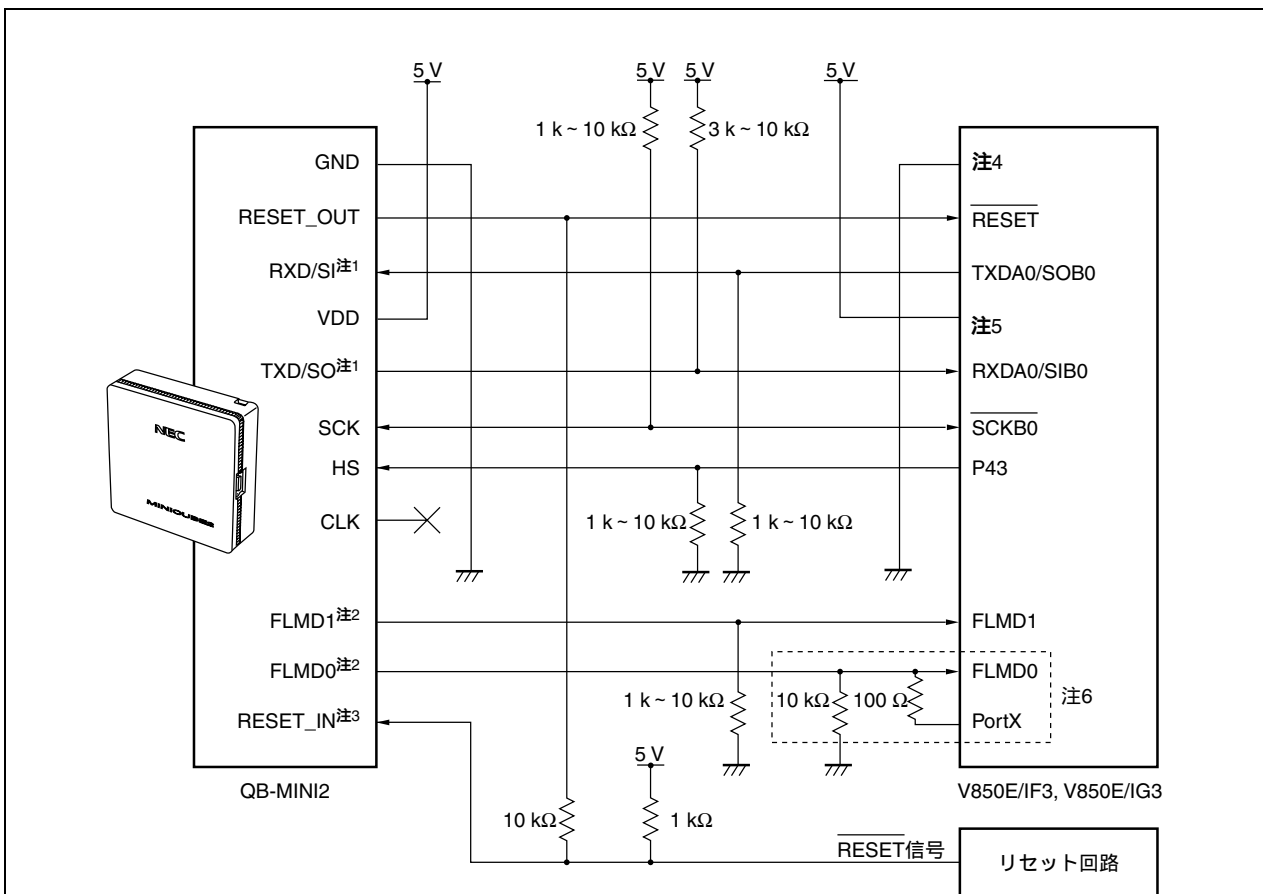 5 V
5 V
5 V
5 V
1 k ~ 10 kΩ
3 k ~ 10 kΩ
GND
注4
RESET_OUT
RESET
RXD/SI注1
TXDA0/SOB0
VDD
注5
TXD/SO注1
RXDA0/SIB0
SCK
SCKB0
HS
P43
NEC
MINICUBE2
CLK
1 k ~ 10 kΩ
1 k ~ 10 kΩ
FLMD1注2
FLMD1
FLMD0注2
FLMD0
1 k ~ 10 kΩ
10 kΩ
100 Ω
注6
RESET_IN注3
PortX
5 V
QB-MINI2
V850E/IF3, V850E/IG3
10 kΩ
1 kΩ
RESET信号
リセット回路